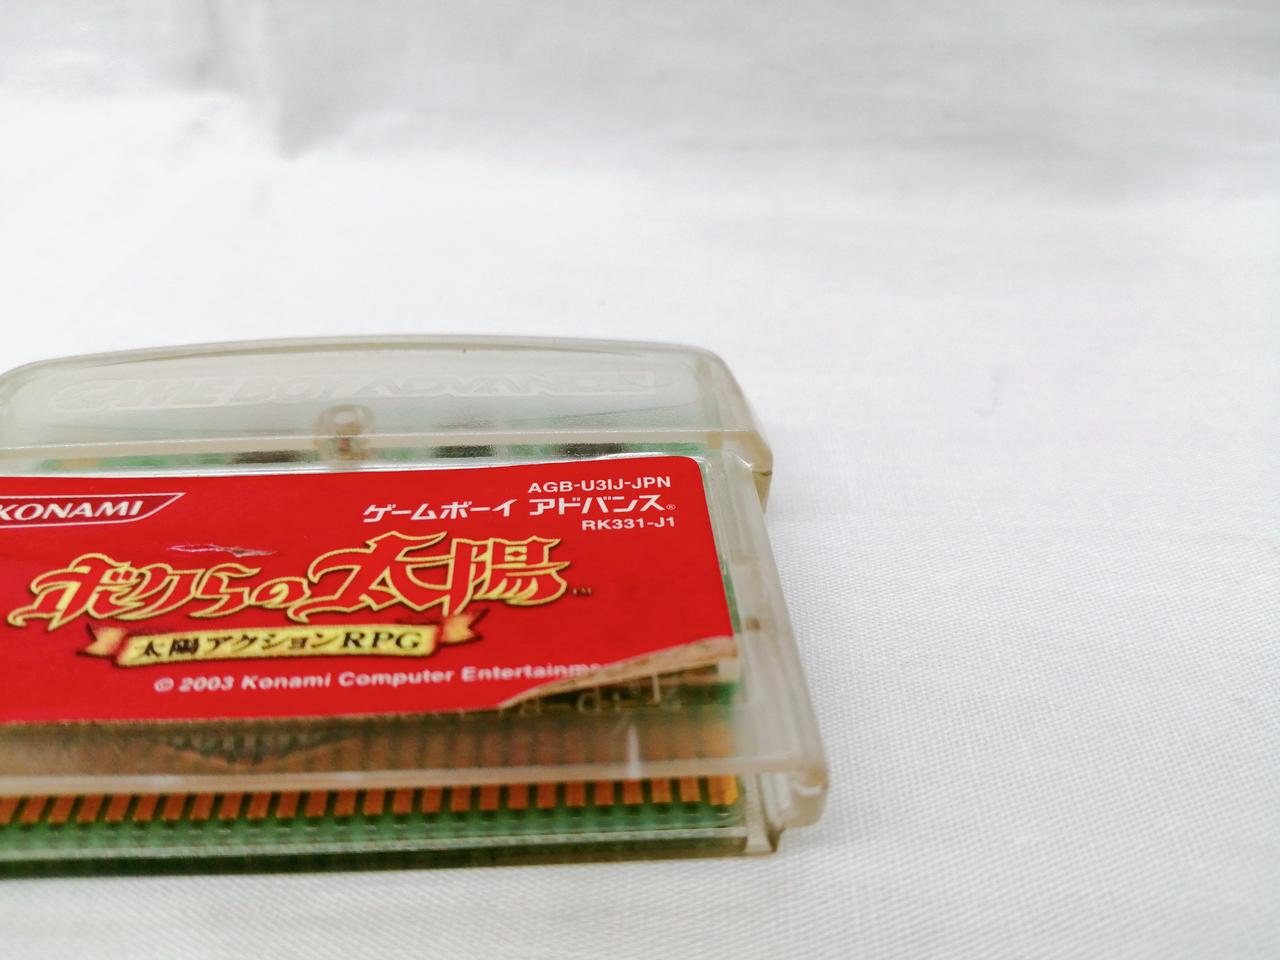 GAME BOY ADVANCE
KONAMI
AGB-U3IJ-JPN
ゲームボーイ アドバンス®
RK331-J1
ボクらの太陽™
太陽アクションRPG
© 2003 Konami Computer